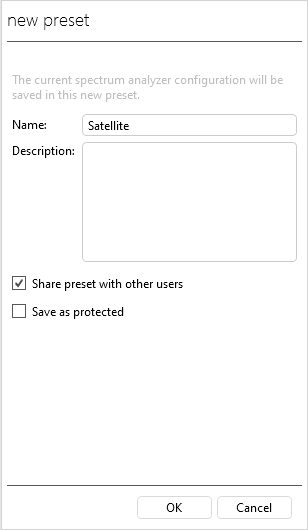 new preset
The current spectrum analyzer configuration will be
saved in this new preset.
Name: Satellite
Description:
Share preset with other users
Save as protected
OK Cancel